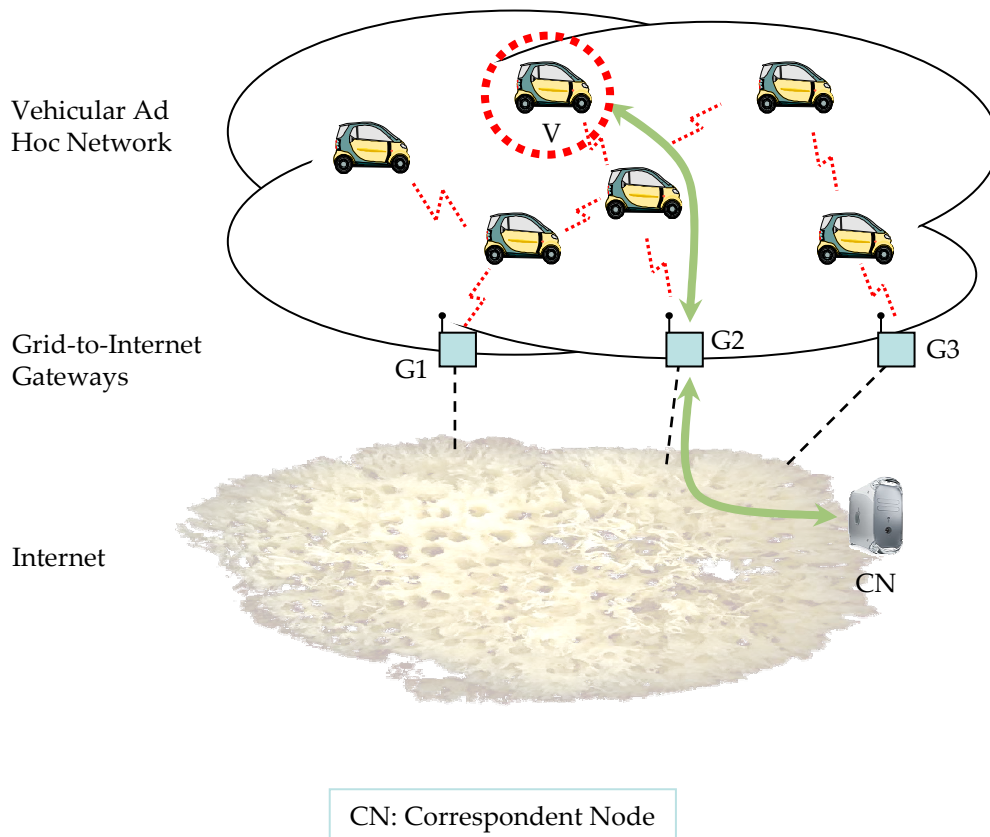 Vehicular Ad
Hoc Network
V
Grid-to-Internet
Gateways
G1
G2
G3
Internet
CN
CN: Correspondent Node